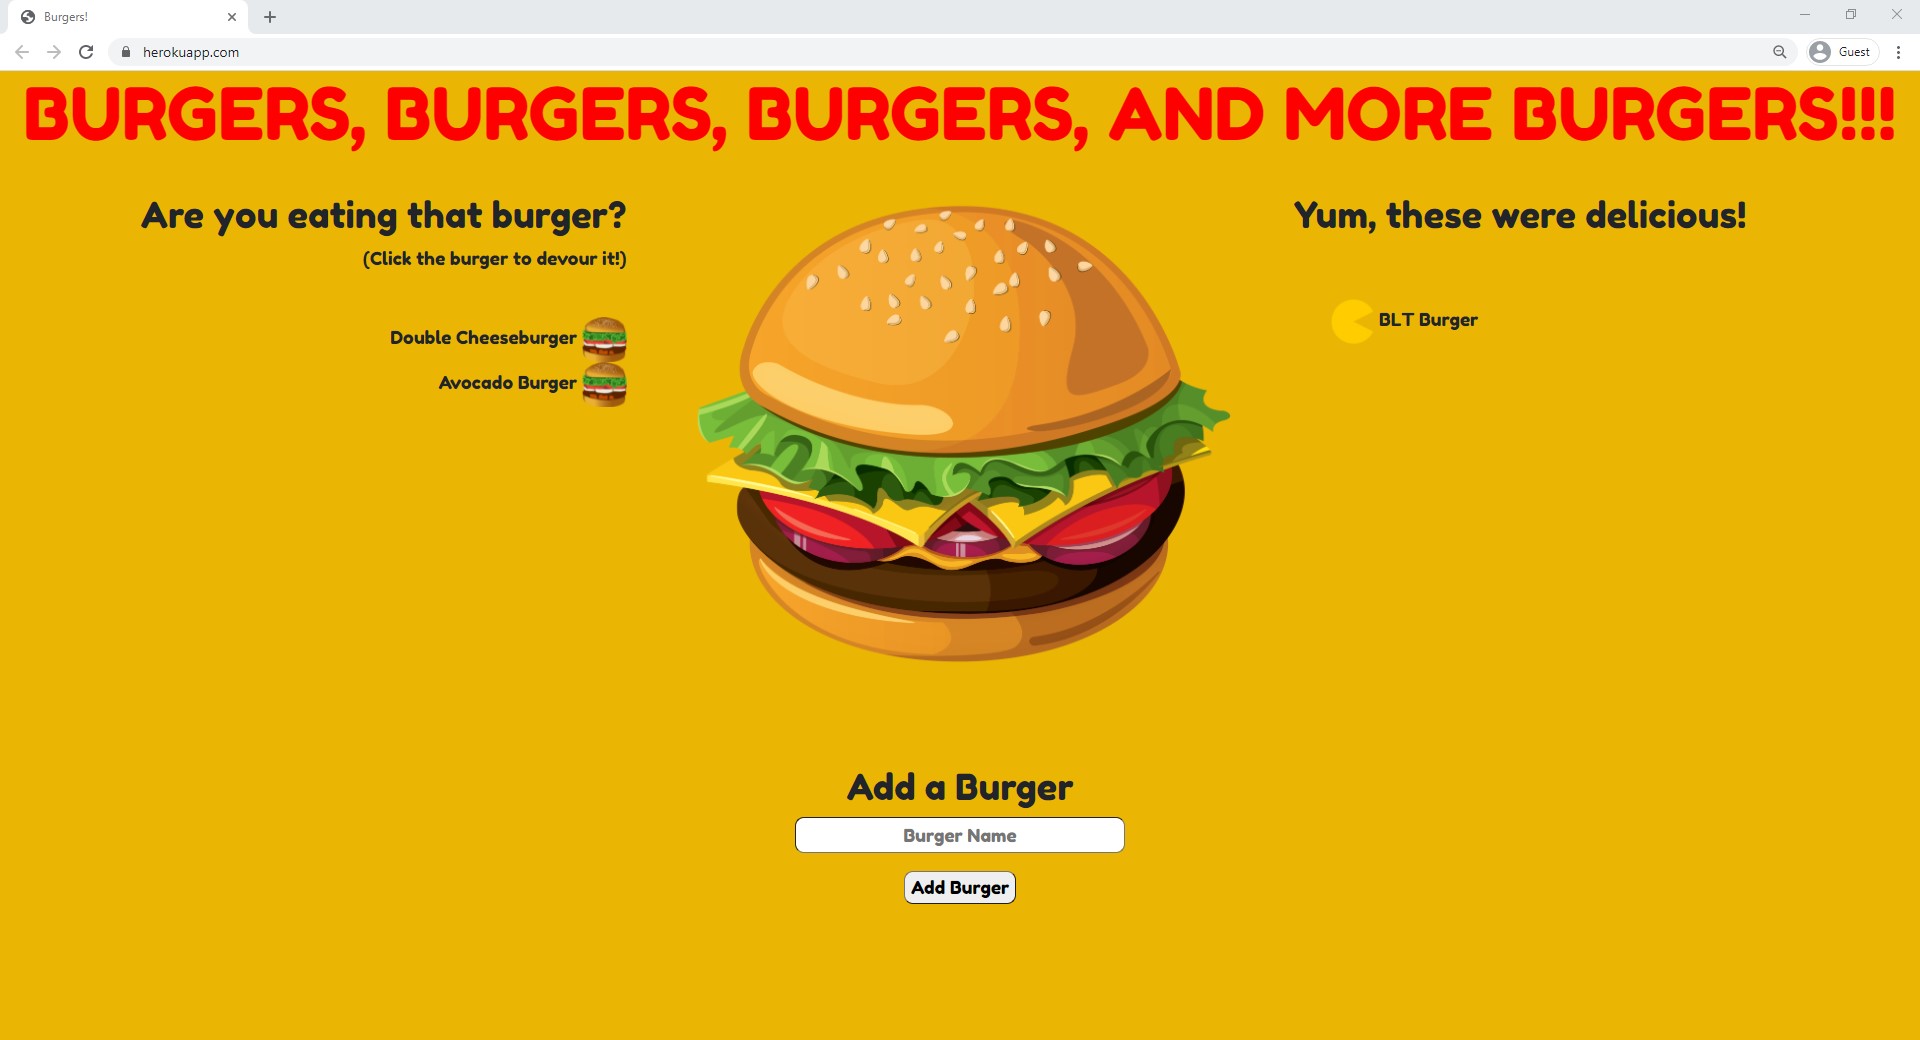 Burgers!
herokuapp.com
Guest
BURGERS, BURGERS, BURGERS, AND MORE BURGERS!!!
Are you eating that burger?
(Click the burger to devour it!)
Double Cheeseburger
Avocado Burger
Yum, these were delicious!
BLT Burger
Add a Burger
Burger Name
Add Burger